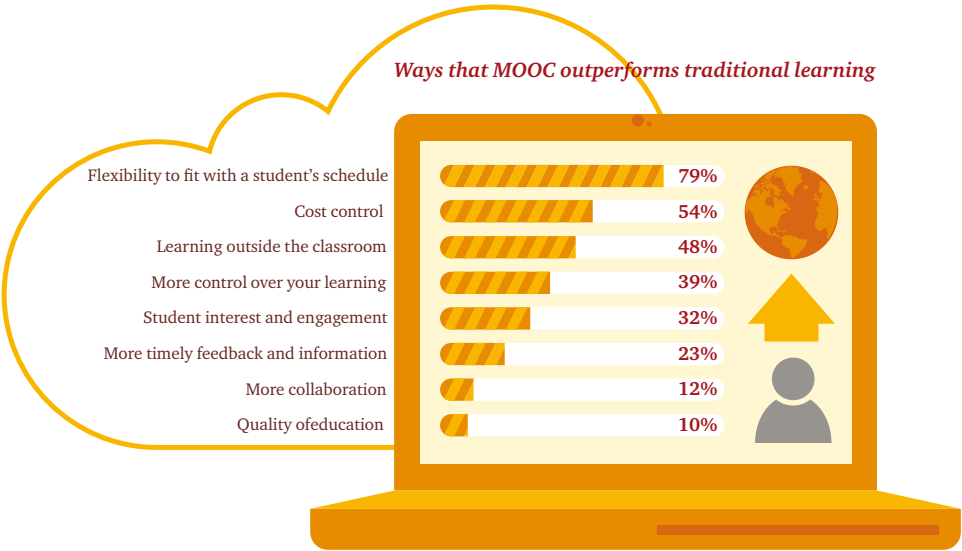 Ways that MOOC outperforms traditional learning
Flexibility to fit with a student’s schedule 79%
Cost control 54%
Learning outside the classroom 48%
More control over your learning 39%
Student interest and engagement 32%
More timely feedback and information 23%
More collaboration 12%
Quality ofeducation 10%